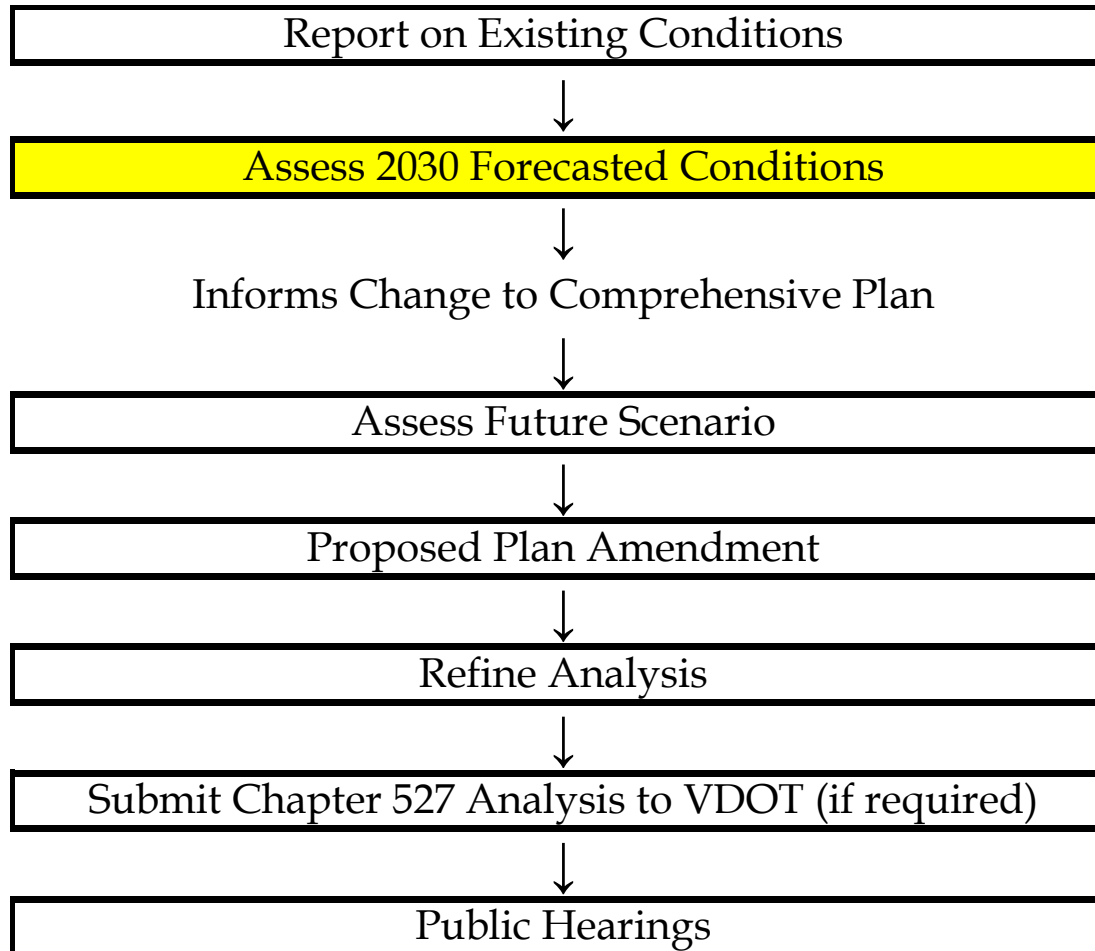 Report on Existing Conditions
Assess 2030 Forecasted Conditions
Informs Change to Comprehensive Plan
Assess Future Scenario
Proposed Plan Amendment
Refine Analysis
Submit Chapter 527 Analysis to VDOT (if required)
Public Hearings